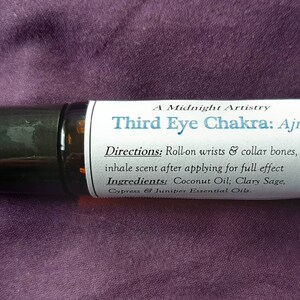 A Midnight Artistry
Third Eye Chakra: Aj
Directions: Roll-on wrists & collar bones,
inhale scent after applying for full effect
Ingredients: Coconut Oil; Clary Sage,
Cypress & Juniper Essential Oils